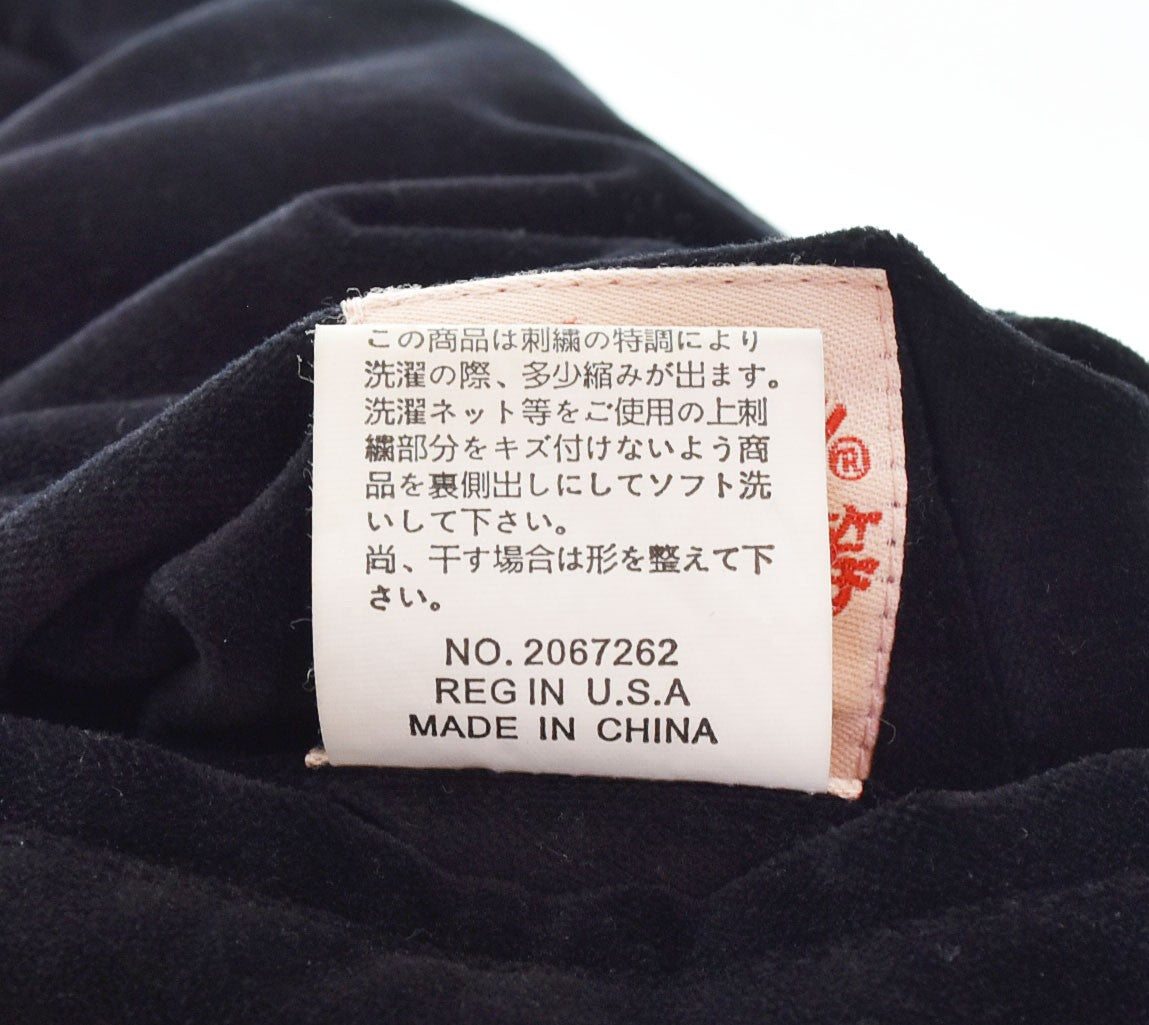 この商品は刺繍の特調により
洗濯の際、多少縮みが出ます。
洗濯ネット等をご使用の上刺
繍部分をキズ付けないよう商
品を裏側出しにしてソフト洗
いして下さい。
尚、干す場合は形を整えて下
さい。
NO. 2067262
REG IN U.S.A
MADE IN CHINA
®